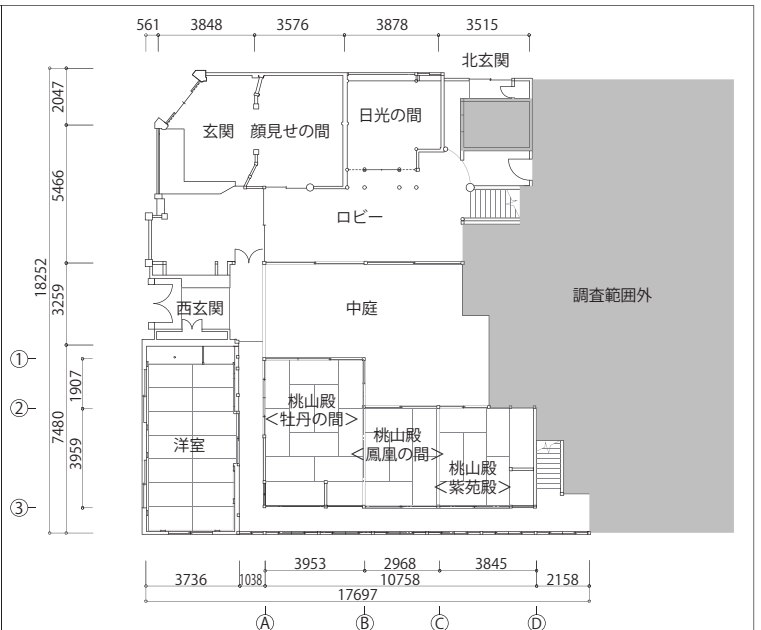 561 3848 3576 3878 3515
北玄関
2047
5466
18252
3259
1907
7480
3959
玄関 顔見せの間
日光の間
ロビー
西玄関
中庭
調査範囲外
①
②
③
洋室
桃山殿
<牡丹の間>
桃山殿
<鳳凰の間>
桃山殿
<紫苑殿>
3953 2968 3845
3736 1038 10758 2158
17697
Ⓐ Ⓑ Ⓒ Ⓓ